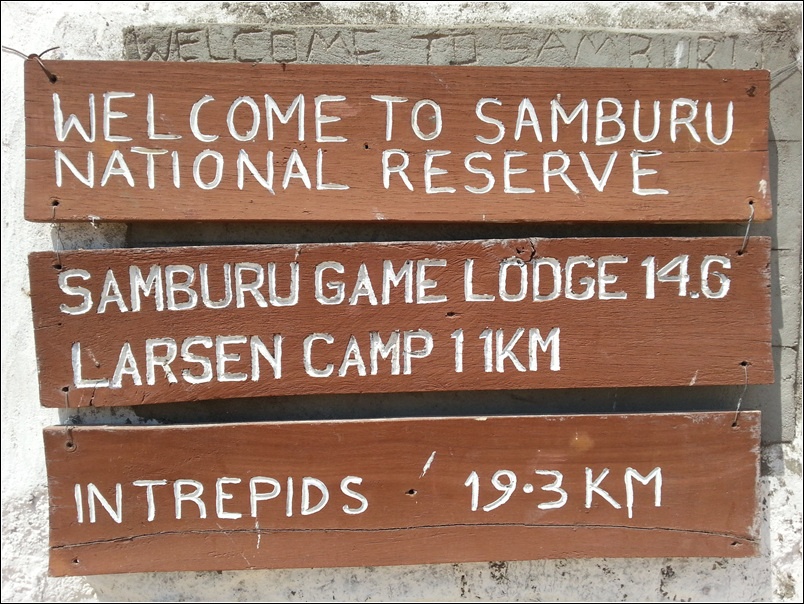 WELCOME TO SAMBURU
WELCOME TO SAMBURU
NATIONAL RESERVE
SAMBURU GAME LODGE 14.6
LARSEN CAMP 11KM
INTREPIDS 19.3 KM